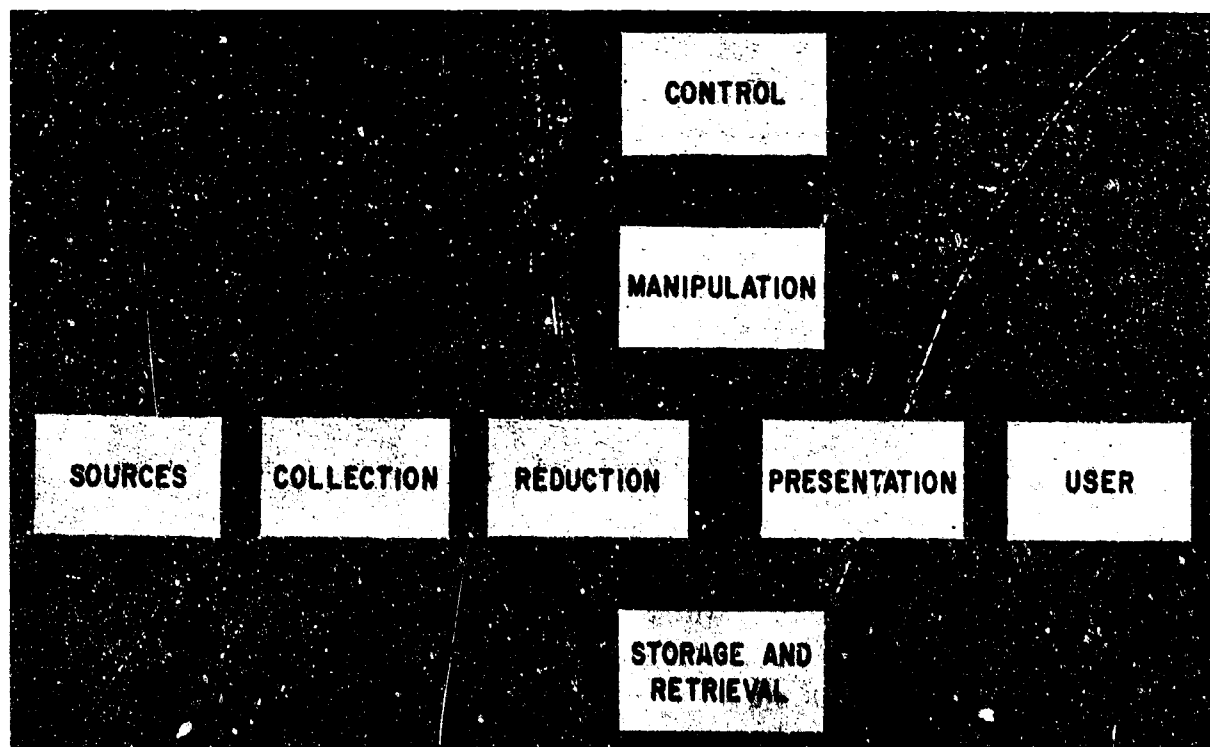 CONTROL
MANIPULATION
SOURCES
COLLECTION
REDUCTION
PRESENTATION
USER
STORAGE AND
RETRIEVAL